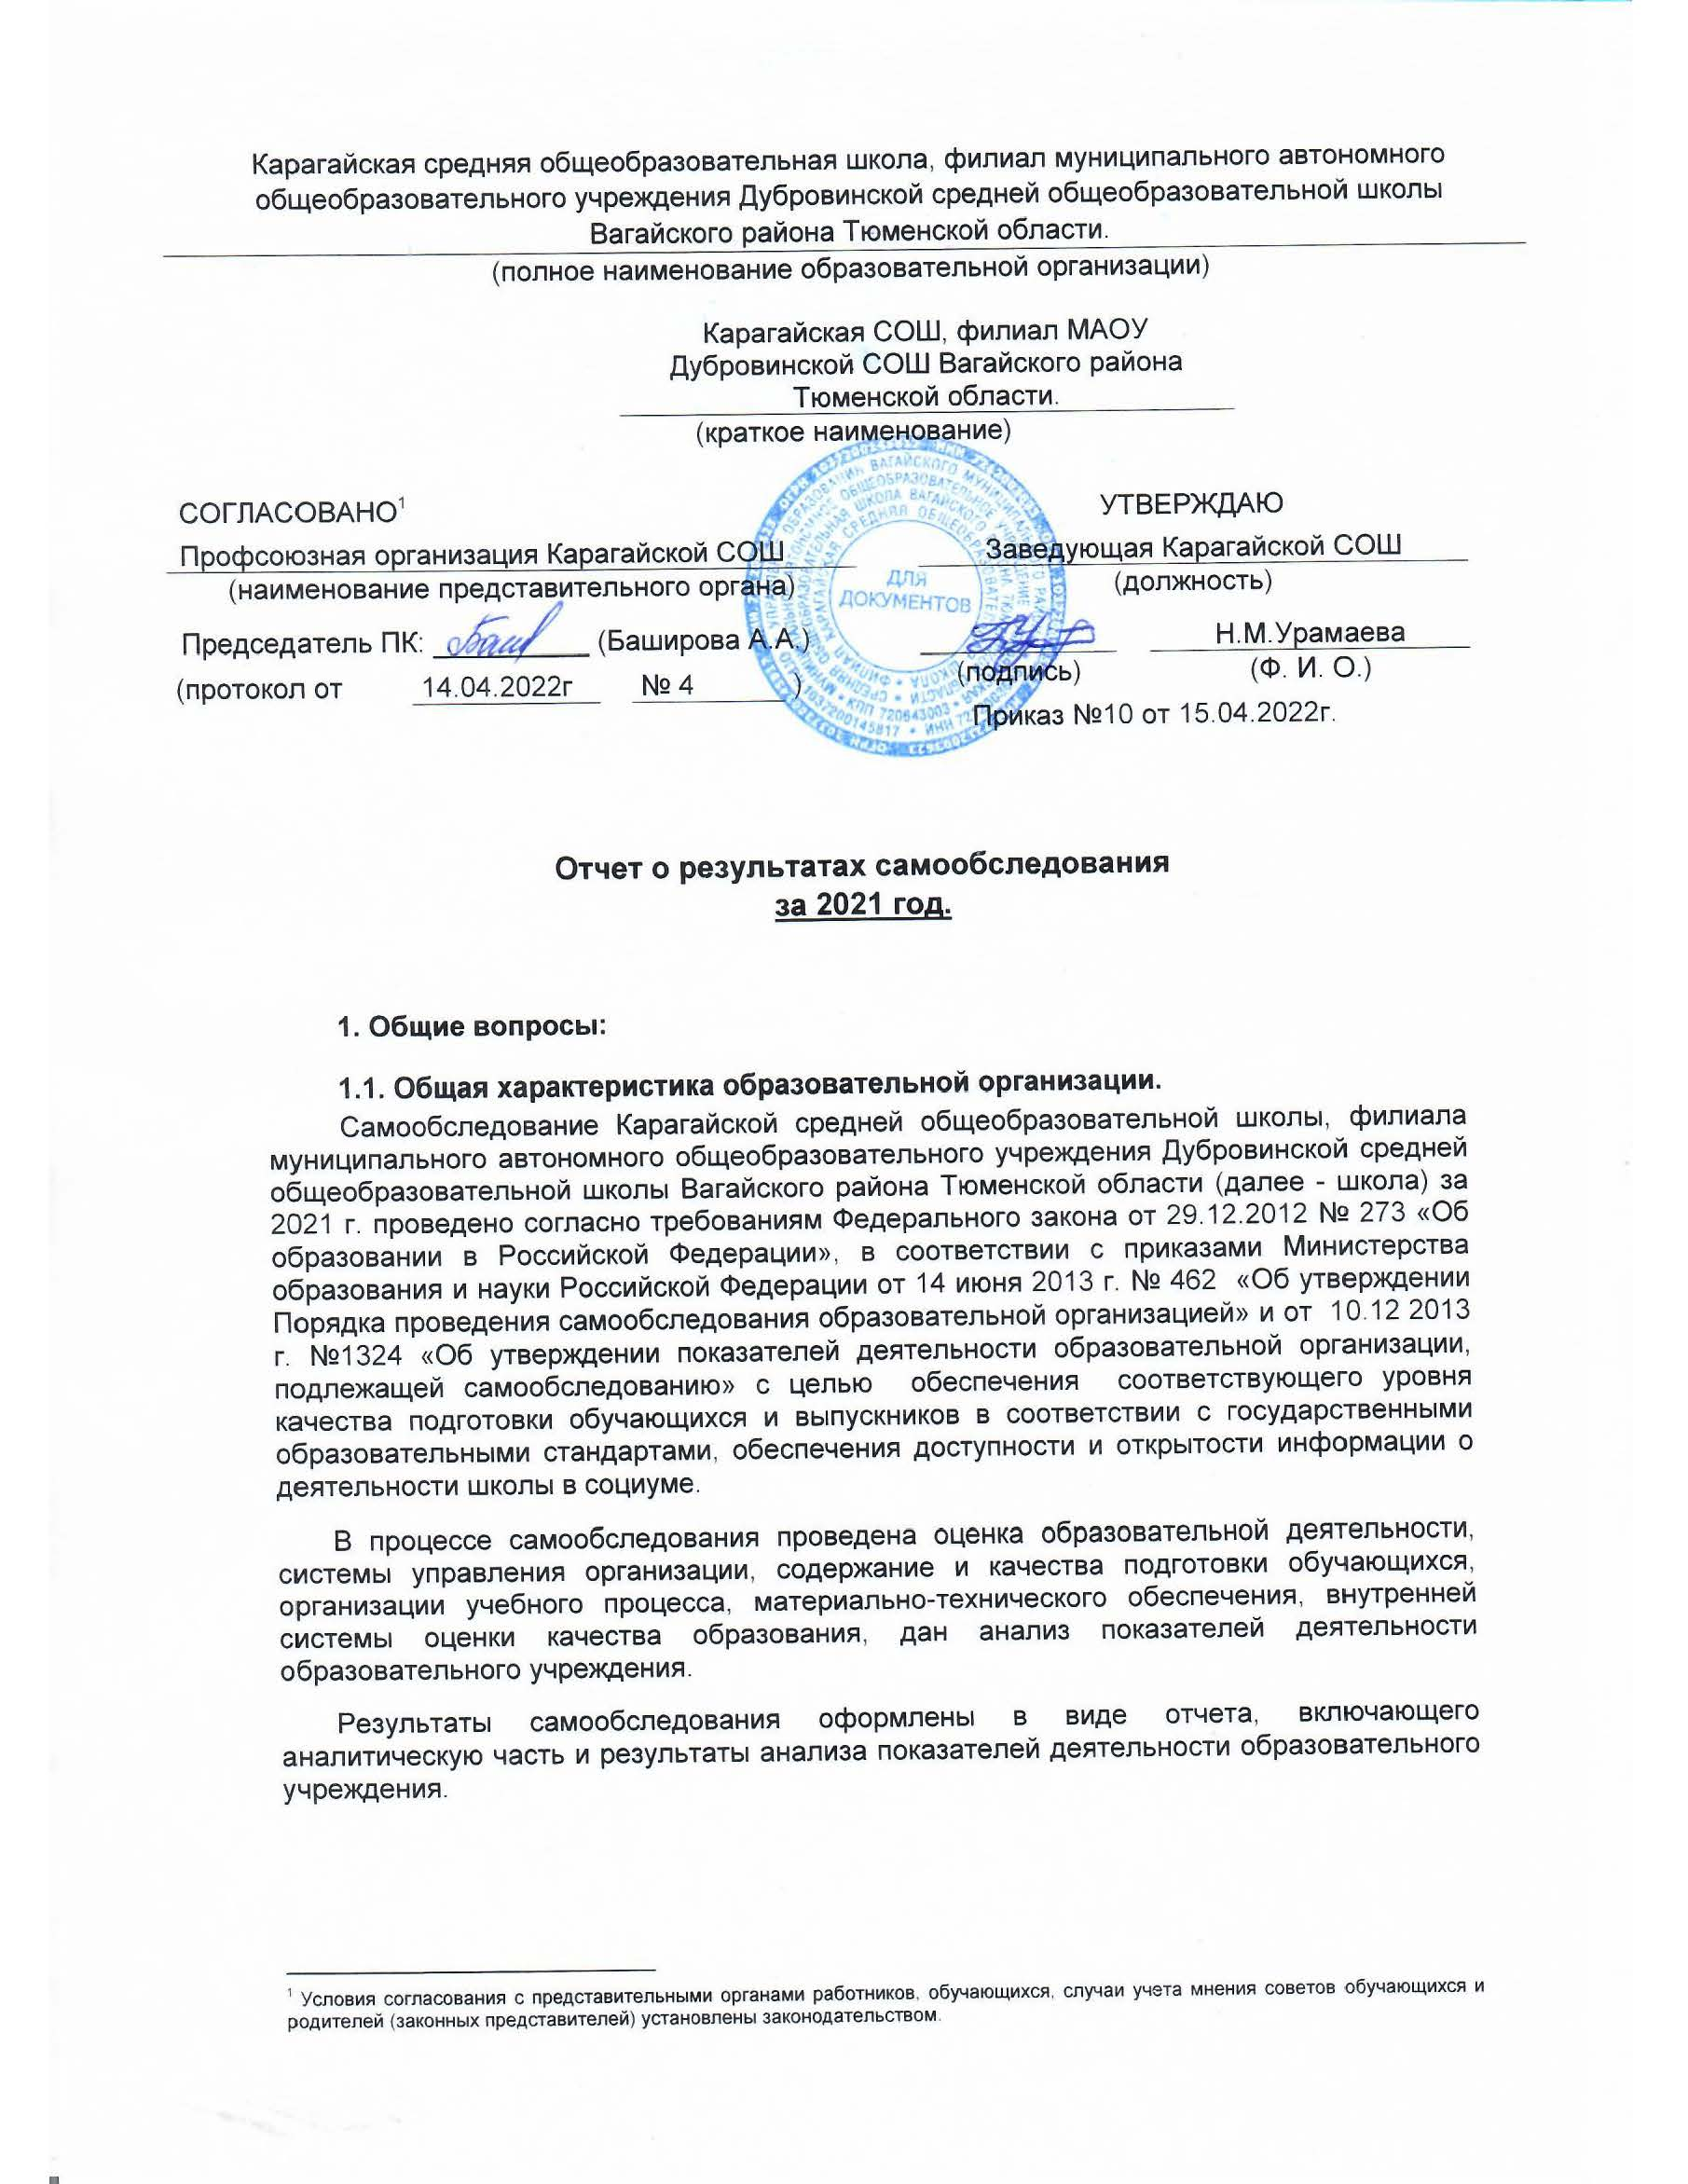 Карагайская средняя общеобразовательная школа, филиал муниципального автономного
общеобразовательного учреждения Дубровинской средней общеобразовательной школы
Вагайского района Тюменской области.
(полное наименование образовательной организации)
Карагайская СОШ, филиал МАОУ
Дубровинской СОШ Вагайского района
Тюменской области.
(краткое наименование)
СОГЛАСОВАНО1
Профсоюзная организация Карагайской СОШ
(наименование представительного органа)
Председатель ПК: (Баширова А.А.)
(протокол от 14.04.2022г № 4 )
ДЛЯ
ДОКУМЕНТОВ
УТВЕРЖДАЮ
Заведующая Карагайской СОШ
(должность)
Н.М.Урамаева
(подпись) (Ф. И. О.)
Приказ №10 от 15.04.2022г.
Отчет о результатах самообследования
за 2021 год.
1. Общие вопросы:
1.1. Общая характеристика образовательной организации.
Самообследование Карагайской средней общеобразовательной школы, филиала
муниципального автономного общеобразовательного учреждения Дубровинской средней
общеобразовательной школы Вагайского района Тюменской области (далее - школа) за
2021 г. проведено согласно требованиям Федерального закона от 29.12.2012 № 273 «Об
образовании в Российской Федерации», в соответствии с приказами Министерства
образования и науки Российской Федерации от 14 июня 2013 г. № 462 «Об утверждении
Порядка проведения самообследования образовательной организацией» и от 10.12 2013
г. №1324 «Об утверждении показателей деятельности образовательной организации,
подлежащей самообследованию» с целью обеспечения соответствующего уровня
качества подготовки обучающихся и выпускников в соответствии с государственными
образовательными стандартами, обеспечения доступности и открытости информации о
деятельности школы в социуме.
В процессе самообследования проведена оценка образовательной деятельности,
системы управления организации, содержание и качества подготовки обучающихся,
организации учебного процесса, материально-технического обеспечения, внутренней
системы оценки качества образования, дан анализ показателей деятельности
образовательного учреждения.
Результаты самообследования оформлены в виде отчета, включающего
аналитическую часть и результаты анализа показателей деятельности образовательного
учреждения.
1 Условия согласования с представительными органами работников, обучающихся, случаи учета мнения советов обучающихся и
родителей (законных представителей) установлены законодательством.